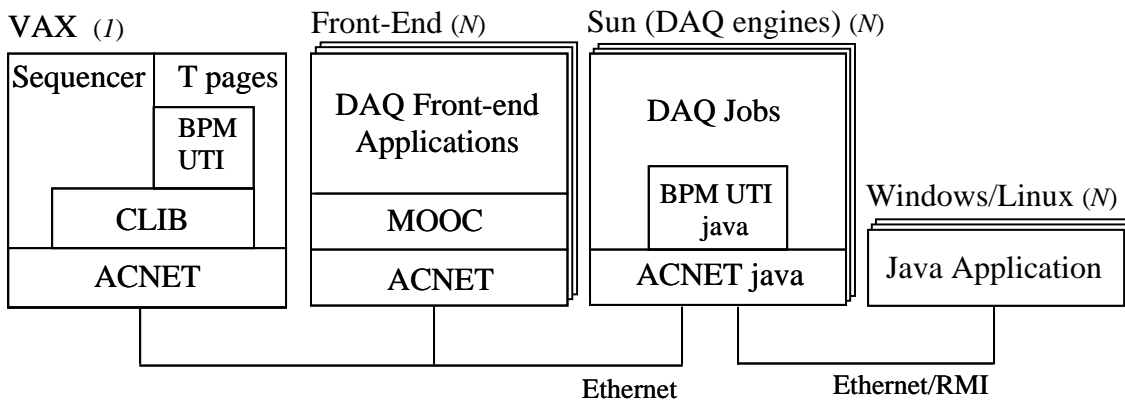 VAX (1)
Sequencer
T pages
BPM
UTI
CLIB
ACNET
Front-End (N)
DAQ Front-end
Applications
MOOC
ACNET
Sun (DAQ engines) (N)
DAQ Jobs
BPM UTI
java
ACNET java
Windows/Linux (N)
Java Application
Ethernet
Ethernet/RMI